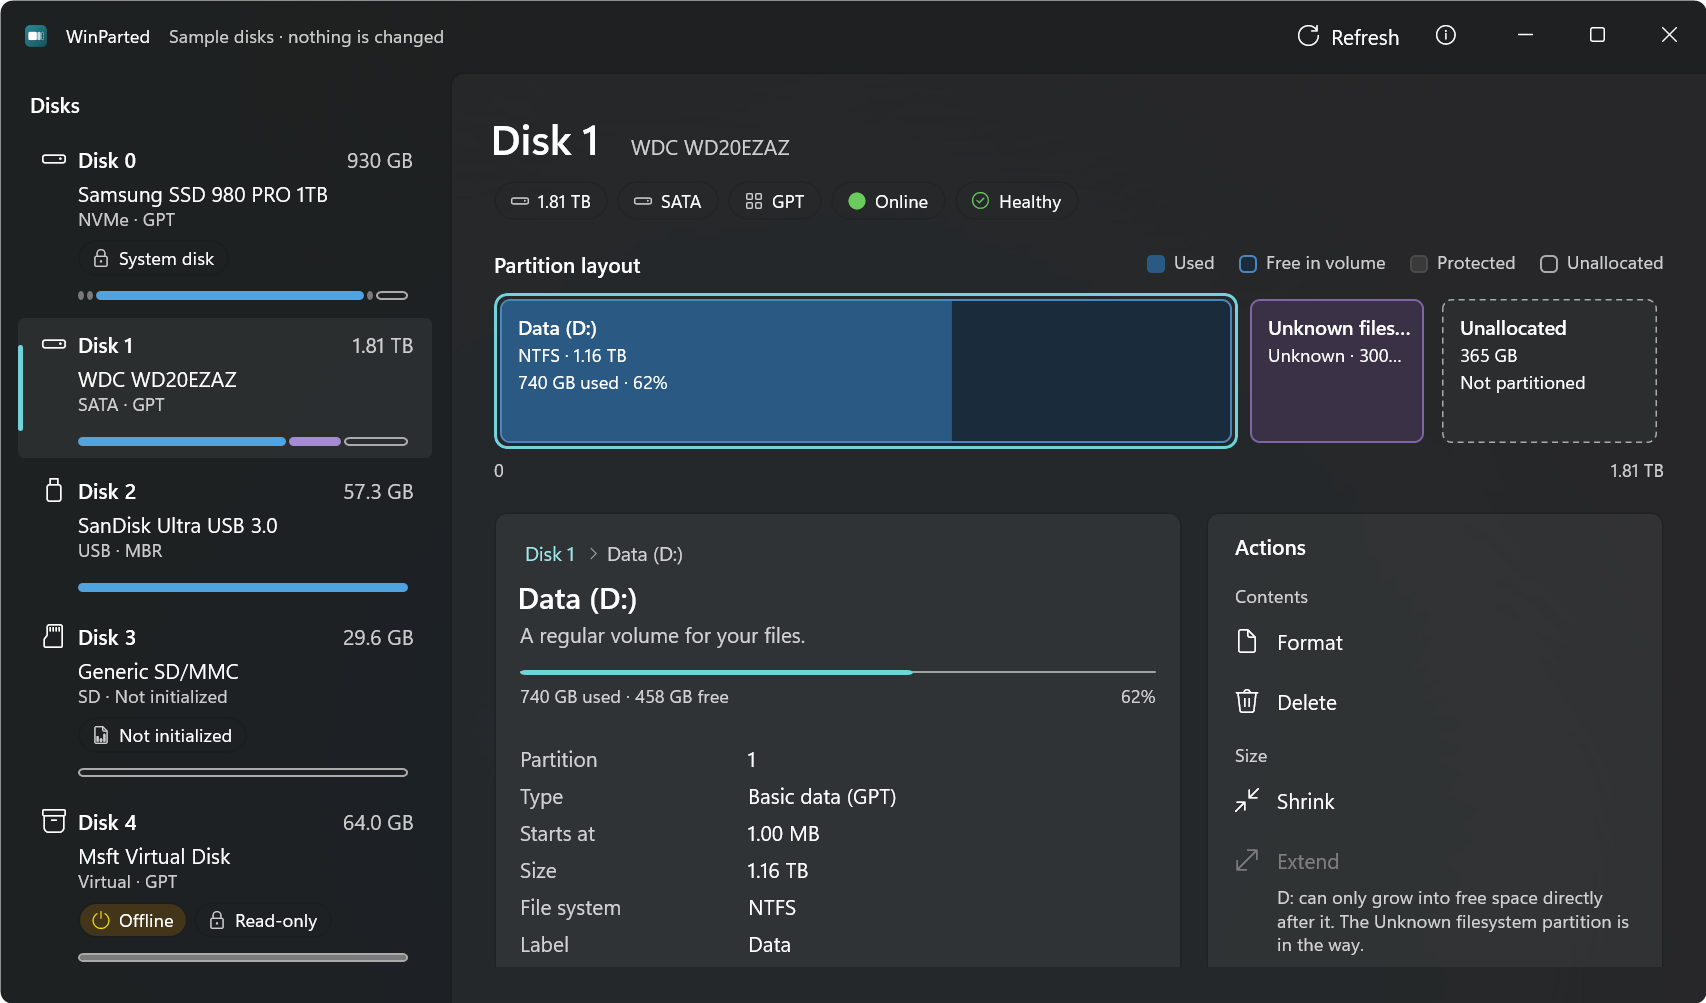 WinParted
Sample disks · nothing is changed
Refresh
Disks
Disk 0
930 GB
Samsung SSD 980 PRO 1TB
NVMe · GPT
System disk
Disk 1
1.81 TB
WDC WD20EZAZ
SATA · GPT
Disk 2
57.3 GB
SanDisk Ultra USB 3.0
USB · MBR
Disk 3
29.6 GB
Generic SD/MMC
SD · Not initialized
Not initialized
Disk 4
64.0 GB
Msft Virtual Disk
Virtual · GPT
Offline
Read-only
Disk 1
WDC WD20EZAZ
1.81 TB
SATA
GPT
Online
Healthy
Partition layout
Used
Free in volume
Protected
Unallocated
Data (D:)
NTFS · 1.16 TB
740 GB used · 62%
Unknown files...
Unknown · 300...
Unallocated
365 GB
Not partitioned
0
1.81 TB
Disk 1 > Data (D:)
Data (D:)
A regular volume for your files.
740 GB used · 458 GB free
62%
Partition
1
Type
Basic data (GPT)
Starts at
1.00 MB
Size
1.16 TB
File system
NTFS
Label
Data
Actions
Contents
Format
Delete
Size
Shrink
Extend
D: can only grow into free space directly
after it. The Unknown filesystem partition is
in the way.